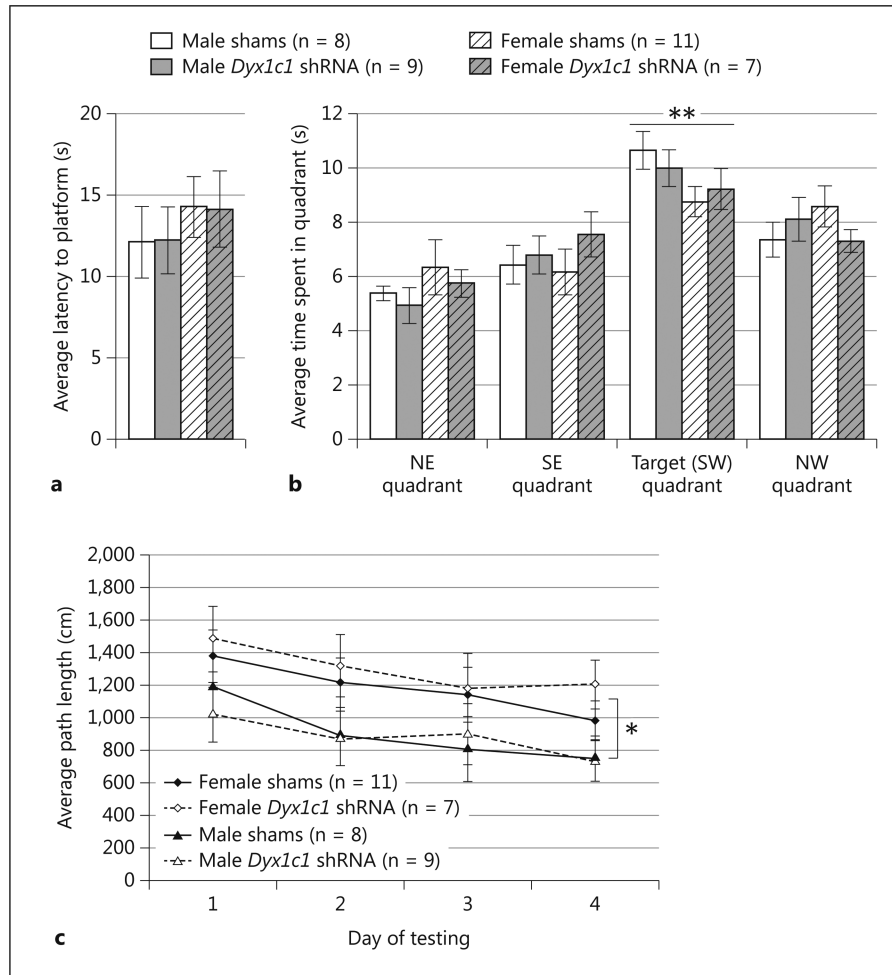 Male shams (n = 8)
Female shams (n = 11)
Male Dyx1c1 shRNA (n = 9)
Female Dyx1c1 shRNA (n = 7)
Average latency to platform (s)
20
15
10
5
0
a
Average time spent in quadrant (s)
12
10
8
6
4
2
0
**
NE quadrant
SE quadrant
Target (SW) quadrant
NW quadrant
b
Average path length (cm)
2,000
1,800
1,600
1,400
1,200
1,000
800
600
400
200
0
*
Female shams (n = 11)
Female Dyx1c1 shRNA (n = 7)
Male shams (n = 8)
Male Dyx1c1 shRNA (n = 9)
1 2 3 4
c
Day of testing